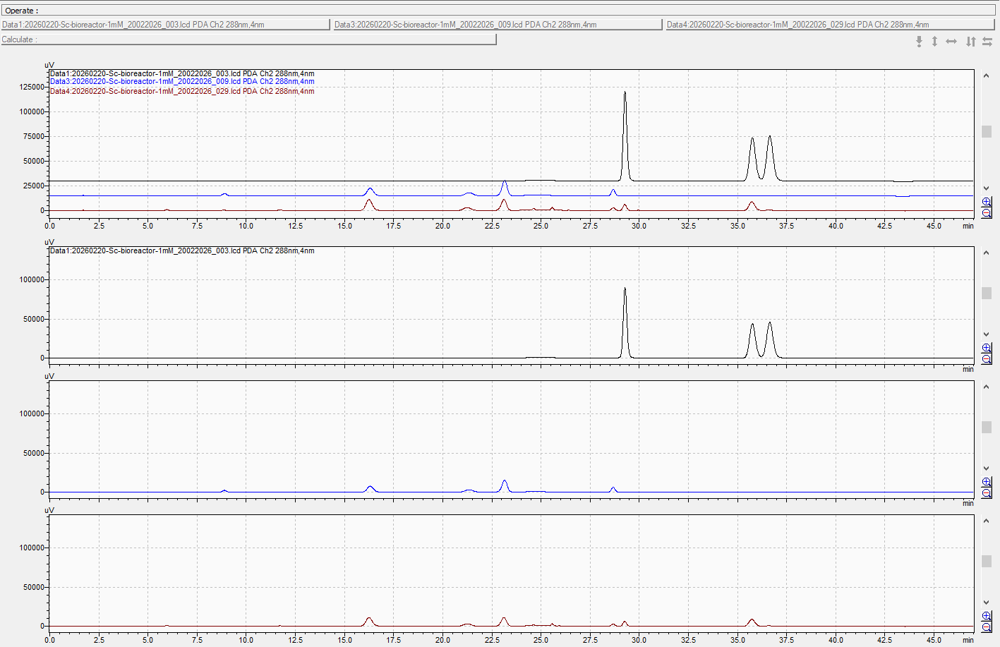 Operate :
Data1:20260220-Sc-bioreactor-1mM_20022026_003.lcd PDA Ch2 288nm,4nm
Data3:20260220-Sc-bioreactor-1mM_20022026_009.lcd PDA Ch2 288nm,4nm
Data4:20260220-Sc-bioreactor-1mM_20022026_029.lcd PDA Ch2 288nm,4nm
Calculate :
uV
Data1:20260220-Sc-bioreactor-1mM_20022026_003.lcd PDA Ch2 288nm,4nm
Data3:20260220-Sc-bioreactor-1mM_20022026_009.lcd PDA Ch2 288nm,4nm
Data4:20260220-Sc-bioreactor-1mM_20022026_029.lcd PDA Ch2 288nm,4nm
125000
100000
75000
50000
25000
0
0.0 2.5 5.0 7.5 10.0 12.5 15.0 17.5 20.0 22.5 25.0 27.5 30.0 32.5 35.0 37.5 40.0 42.5 45.0 min
uV
Data1:20260220-Sc-bioreactor-1mM_20022026_003.lcd PDA Ch2 288nm,4nm
100000
50000
0
min
uV
100000
50000
0
min
uV
100000
50000
0
0.0 2.5 5.0 7.5 10.0 12.5 15.0 17.5 20.0 22.5 25.0 27.5 30.0 32.5 35.0 37.5 40.0 42.5 45.0 min